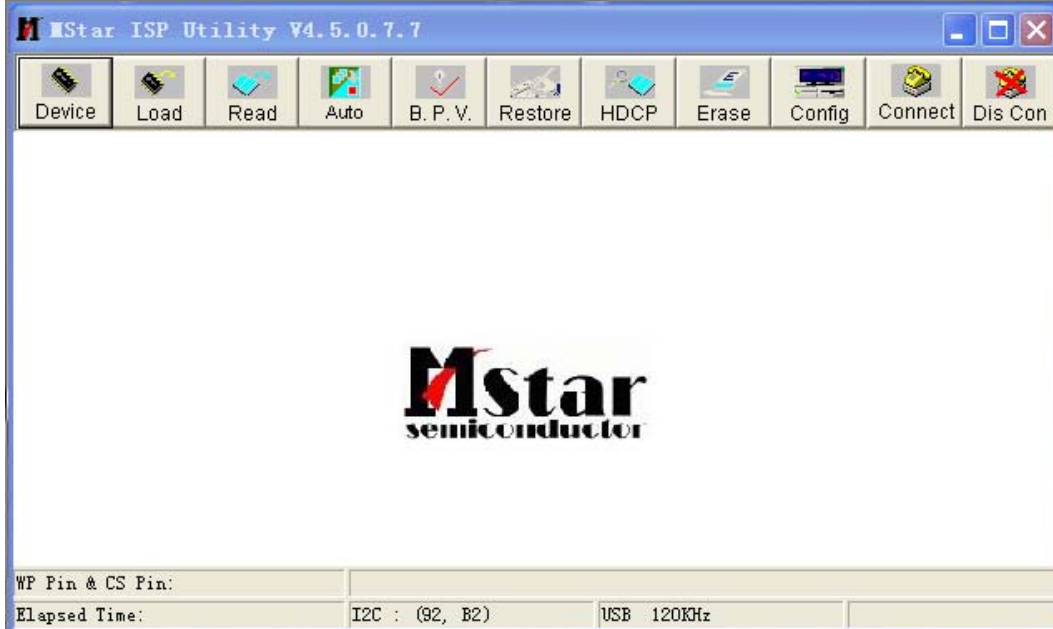 MStar ISP Utility V4.5.0.7.7
Device Load Read Auto B.P.V. Restore HDCP Erase Config Connect Dis Con
MStar
semiconductor
WP Pin & CS Pin:
Elapsed Time: I2C : (92, B2) USB 120KHz